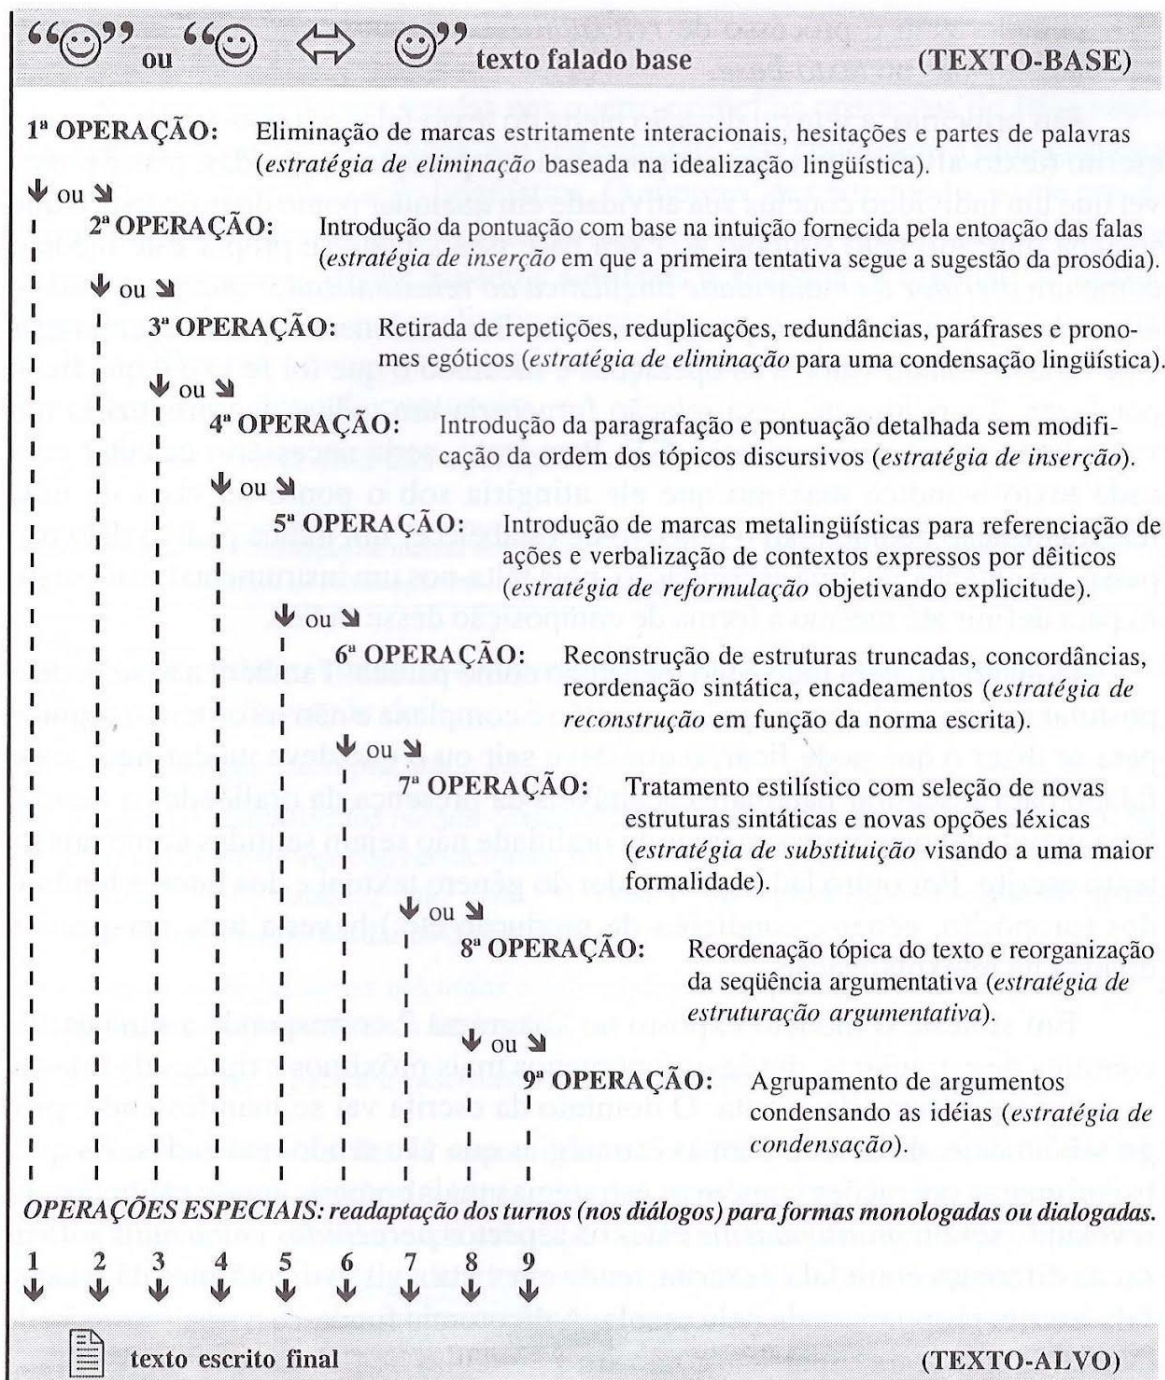 “ ” ou “ ” texto falado base (TEXTO-BASE)
1ª OPERAÇÃO: Eliminação de marcas estritamente interacionais, hesitações e partes de palavras
(estratégia de eliminação baseada na idealização lingüística).
ou
2ª OPERAÇÃO: Introdução da pontuação com base na intuição fornecida pela entoação das falas
(estratégia de inserção em que a primeira tentativa segue a sugestão da prosódia).
ou
3ª OPERAÇÃO: Retirada de repetições, reduplicações, redundâncias, paráfrases e prono-
mes egóticos (estratégia de eliminação para uma condensação lingüística).
ou
4ª OPERAÇÃO: Introdução da paragrafação e pontuação detalhada sem modifi-
cação da ordem dos tópicos discursivos (estratégia de inserção).
ou
5ª OPERAÇÃO: Introdução de marcas metalingüísticas para referenciação de
ações e verbalização de contextos expressos por dêiticos
(estratégia de reformulação objetivando explicitude).
ou
6ª OPERAÇÃO: Reconstrução de estruturas truncadas, concordâncias,
reordenação sintática, encadeamentos (estratégia de
reconstrução em função da norma escrita).
ou
7ª OPERAÇÃO: Tratamento estilístico com seleção de novas
estruturas sintáticas e novas opções léxicas
(estratégia de substituição visando a uma maior
formalidade).
ou
8ª OPERAÇÃO: Reordenação tópica do texto e reorganização
da seqüência argumentativa (estratégia de
estruturação argumentativa).
ou
9ª OPERAÇÃO: Agrupamento de argumentos
condensando as idéias (estratégia de
condensação).
OPERAÇÕES ESPECIAIS: readaptação dos turnos (nos diálogos) para formas monologadas ou dialogadas.
1 2 3 4 5 6 7 8 9
texto escrito final (TEXTO-ALVO)